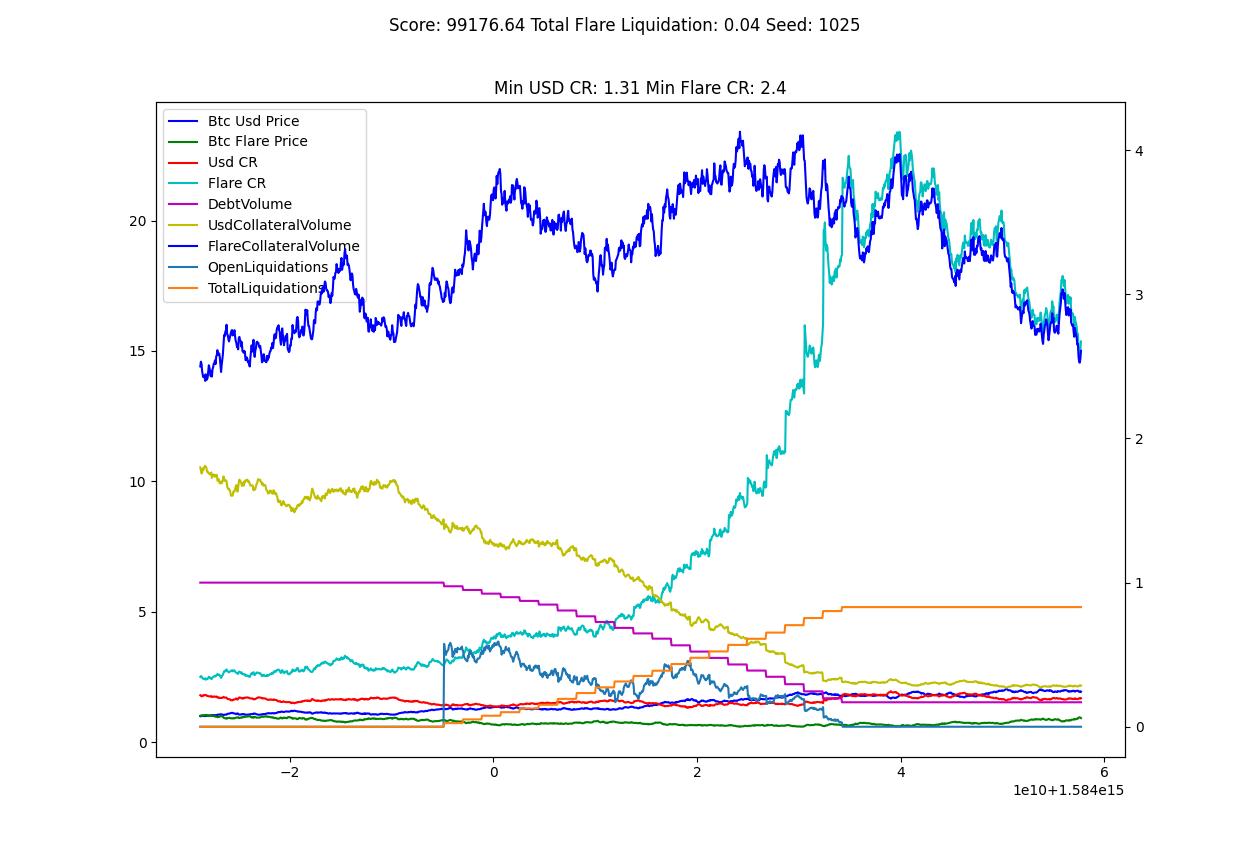 Score: 99176.64 Total Flare Liquidation: 0.04 Seed: 1025
Min USD CR: 1.31 Min Flare CR: 2.4
Btc Usd Price
Btc Flare Price
Usd CR
Flare CR
DebtVolume
UsdCollateralVolume
FlareCollateralVolume
OpenLiquidations
TotalLiquidations
20
15
10
5
0
4
3
2
1
0
−2
0
2
4
6
1e10+1.584e15